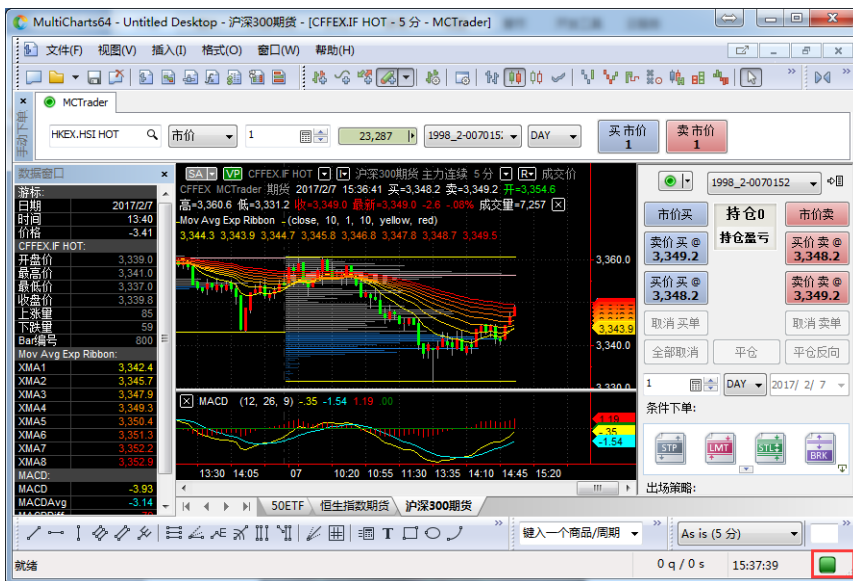 MultiCharts64 - Untitled Desktop - 沪深300期货 - [CFFEX.IF HOT - 5 分 - MCTrader]
文件(F) 视图(V) 插入(I) 格式(O) 窗口(W) 帮助(H)
MCTrader
手动下单
HKEX.HSI HOT 市价 1 23,287 1998_2-007015: DAY 买 市价 1 卖 市价 1
数据窗口
游标:
日期 2017/2/7
时间 13:40
价格 -3.41
CFFEX.IF HOT:
开盘价 3,339.0
最高价 3,341.0
最低价 3,337.0
收盘价 3,339.8
上涨量 85
下跌量 59
Bar编号 800
Mov Avg Exp Ribbon:
XMA1 3,342.4
XMA2 3,345.7
XMA3 3,347.9
XMA4 3,349.3
XMA5 3,350.4
XMA6 3,351.3
XMA7 3,352.2
XMA8 3,352.9
MACD:
MACD -3.93
MACDAvg -3.14
SA VP CFFEX.IF HOT 沪深300期货 主力连续 5 分 R 成交价
CFFEX MCTrader 期货 2017/2/7 15:36:41 买=3,348.2 卖=3,349.2 开=3,354.6
高=3,360.6 低=3,331.2 收=3,349.0 最新=3,349.0 -2.6 -.08% 成交量=7,257
Mov Avg Exp Ribbon (close, 10, 1, 10, yellow, red)
3,344.3 3,343.9 3,344.7 3,345.8 3,346.8 3,347.8 3,348.7 3,349.5
3,360.0
3,343.9
3,340.0
3,330.0
MACD (12, 26, 9) -.35 -1.54 1.19 .00
1.19
-.35
-1.54
13:30 14:05 07 10:20 10:55 11:30 13:35 14:10 14:45 15:20
50ETF 恒生指数期货 沪深300期货
1998_2-0070152
市价买 持仓0 市价卖
卖价 买 @ 3,349.2 持仓盈亏 买价 卖 @ 3,348.2
买价 买 @ 3,348.2 卖价 卖 @ 3,349.2
取消 买单 取消 卖单
全部取消 平仓 平仓反向
1 DAY 2017/ 2/ 7
条件下单:
STP LMT STL BRK
出场策略:
T 键入一个商品/周期 As is (5 分)
就绪 0 q / 0 s 15:37:39